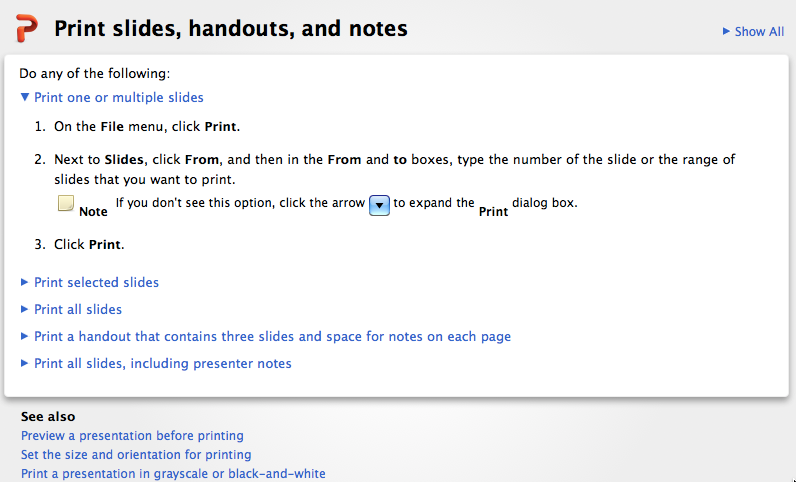 Print slides, handouts, and notes
Show All
Do any of the following:
Print one or multiple slides
1. On the File menu, click Print.
2. Next to Slides, click From, and then in the From and to boxes, type the number of the slide or the range of
slides that you want to print.
Note If you don't see this option, click the arrow to expand the Print dialog box.
3. Click Print.
Print selected slides
Print all slides
Print a handout that contains three slides and space for notes on each page
Print all slides, including presenter notes
See also
Preview a presentation before printing
Set the size and orientation for printing
Print a presentation in grayscale or black-and-white